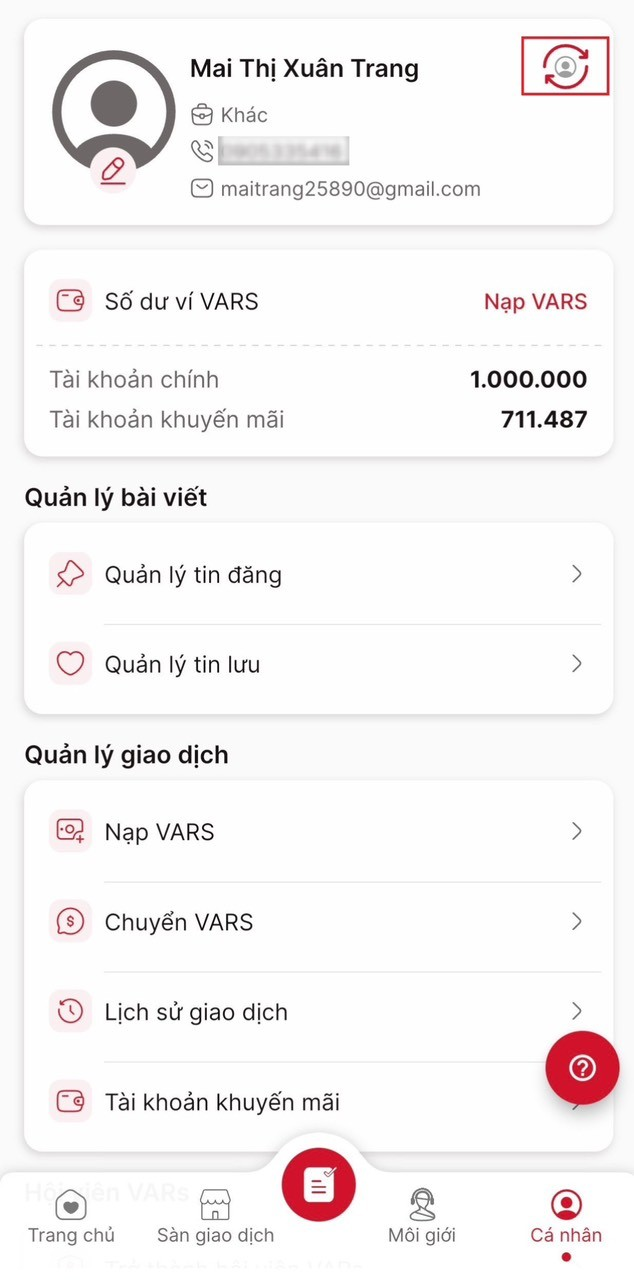 Mai Thị Xuân Trang
Khác
maitrang25890@gmail.com
Số dư ví VARS
Nạp VARS
Tài khoản chính
1.000.000
Tài khoản khuyến mãi
711.487
Quản lý bài viết
Quản lý tin đăng
Quản lý tin lưu
Quản lý giao dịch
Nạp VARS
Chuyển VARS
Lịch sử giao dịch
Tài khoản khuyến mãi
Hội viên VARs
Trang chủ
Sàn giao dịch
Môi giới
Cá nhân